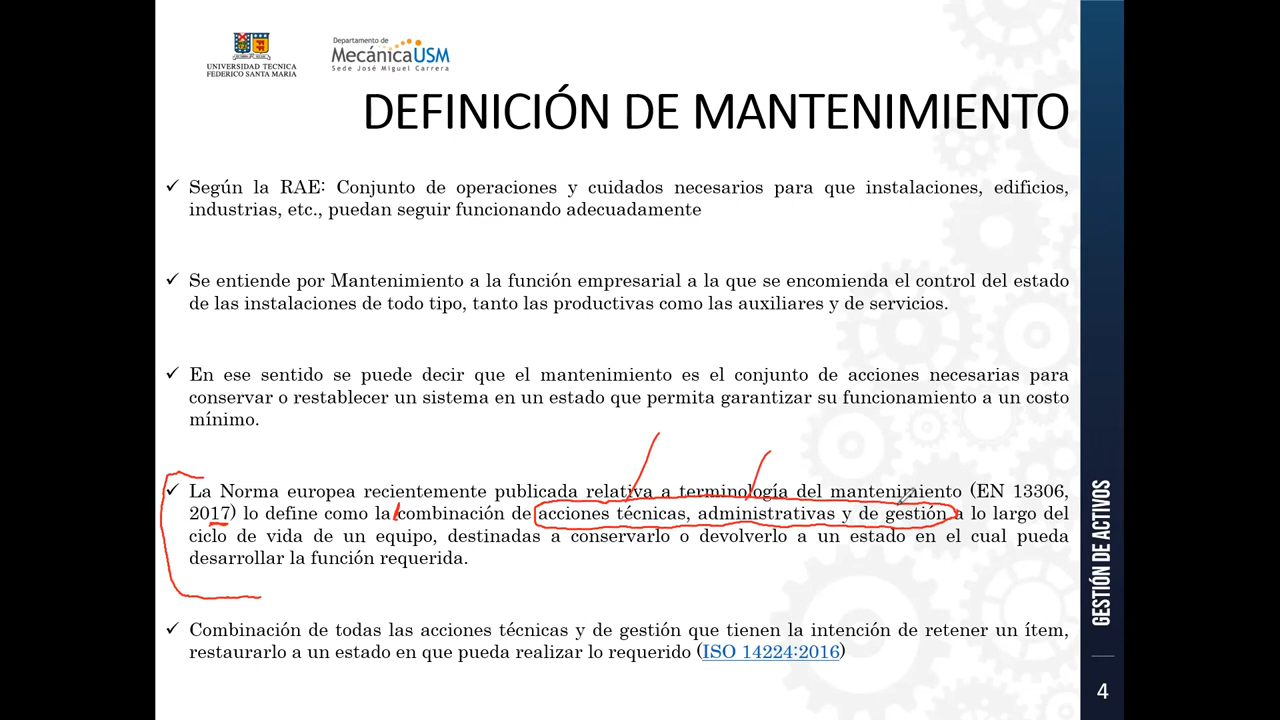 UNIVERSIDAD TECNICA
FEDERICO SANTA MARIA
Departamento de
MecánicaUSM
Sede José Miguel Carrera
DEFINICIÓN DE MANTENIMIENTO
✓ Según la RAE: Conjunto de operaciones y cuidados necesarios para que instalaciones, edificios,
industrias, etc., puedan seguir funcionando adecuadamente
✓ Se entiende por Mantenimiento a la función empresarial a la que se encomienda el control del estado
de las instalaciones de todo tipo, tanto las productivas como las auxiliares y de servicios.
✓ En ese sentido se puede decir que el mantenimiento es el conjunto de acciones necesarias para
conservar o restablecer un sistema en un estado que permita garantizar su funcionamiento a un costo
mínimo.
✓ La Norma europea recientemente publicada relativa a terminología del mantenimiento (EN 13306,
2017) lo define como la combinación de acciones técnicas, administrativas y de gestión a lo largo del
ciclo de vida de un equipo, destinadas a conservarlo o devolverlo a un estado en el cual pueda
desarrollar la función requerida.
✓ Combinación de todas las acciones técnicas y de gestión que tienen la intención de retener un ítem,
restaurarlo a un estado en que pueda realizar lo requerido (ISO 14224:2016)
GESTIÓN DE ACTIVOS
4